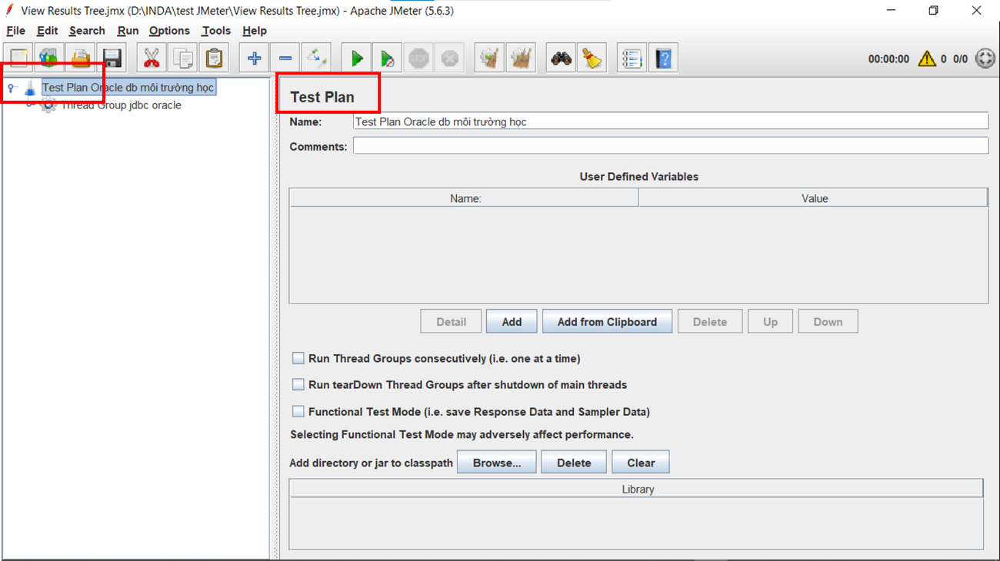 View Results Tree.jmx (D:\INDA\test JMeter\View Results Tree.jmx) - Apache JMeter (5.6.3)
File Edit Search Run Options Tools Help
STOP
00:00:00 0 0/0
Test Plan Oracle db môi trường học
Thread Group jdbc oracle
Test Plan
Name: Test Plan Oracle db môi trường học
Comments:
User Defined Variables
Name: Value
Detail Add Add from Clipboard Delete Up Down
Run Thread Groups consecutively (i.e. one at a time)
Run tearDown Thread Groups after shutdown of main threads
Functional Test Mode (i.e. save Response Data and Sampler Data)
Selecting Functional Test Mode may adversely affect performance.
Add directory or jar to classpath Browse... Delete Clear
Library